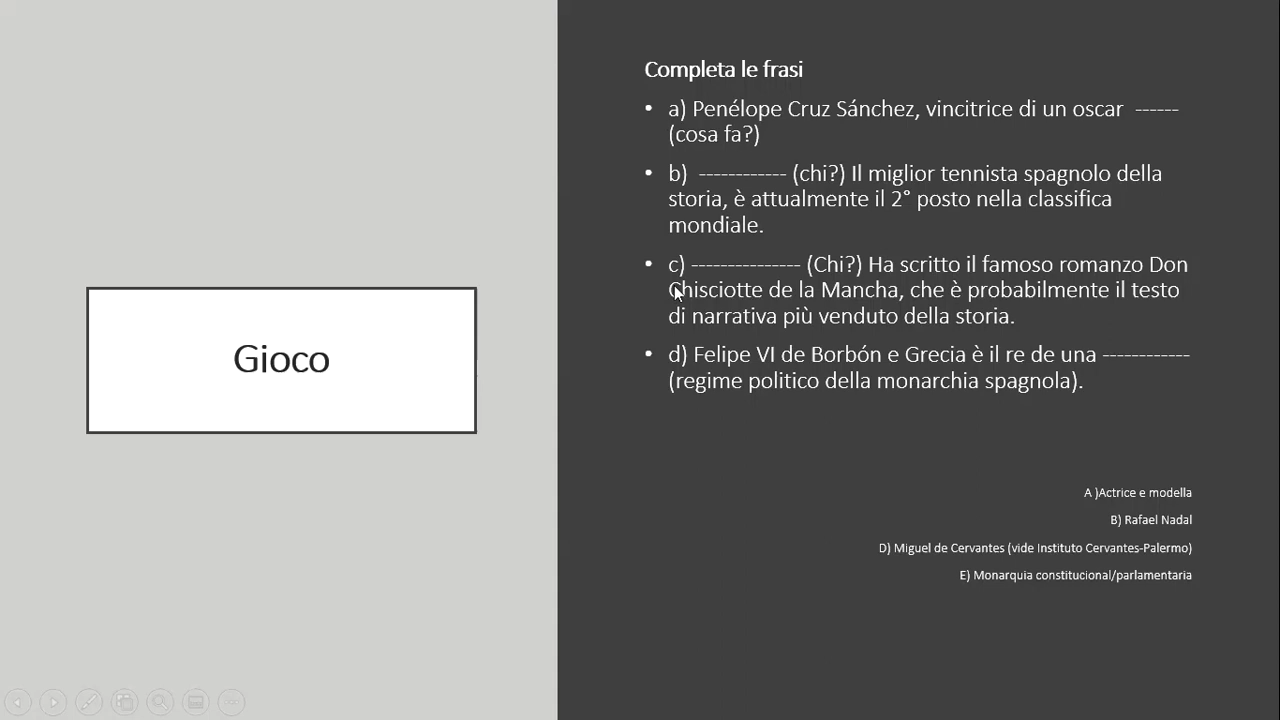 Gioco
Completa le frasi
• a) Penélope Cruz Sánchez, vincitrice di un oscar ------
(cosa fa?)
• b) ------------ (chi?) Il miglior tennista spagnolo della
storia, è attualmente il 2° posto nella classifica
mondiale.
• c) --------------- (Chi?) Ha scritto il famoso romanzo Don
Chisciotte de la Mancha, che è probabilmente il testo
di narrativa più venduto della storia.
• d) Felipe VI de Borbón e Grecia è il re de una ------------
(regime politico della monarchia spagnola).
A )Actrice e modella
B) Rafael Nadal
D) Miguel de Cervantes (vide Instituto Cervantes-Palermo)
E) Monarquia constitucional/parlamentaria